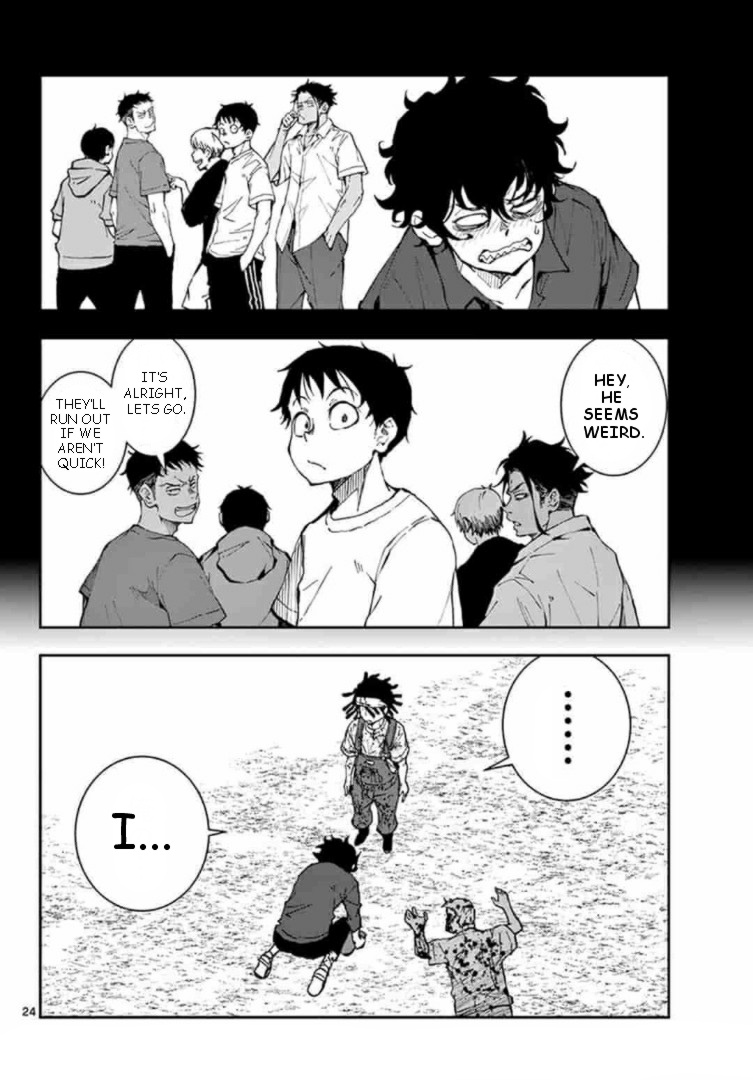 HEY,
HE
SEEMS
WEIRD.
IT'S
ALRIGHT,
LETS GO.
THEY'LL
RUN OUT
IF WE
AREN'T
QUICK!
......
I...
24